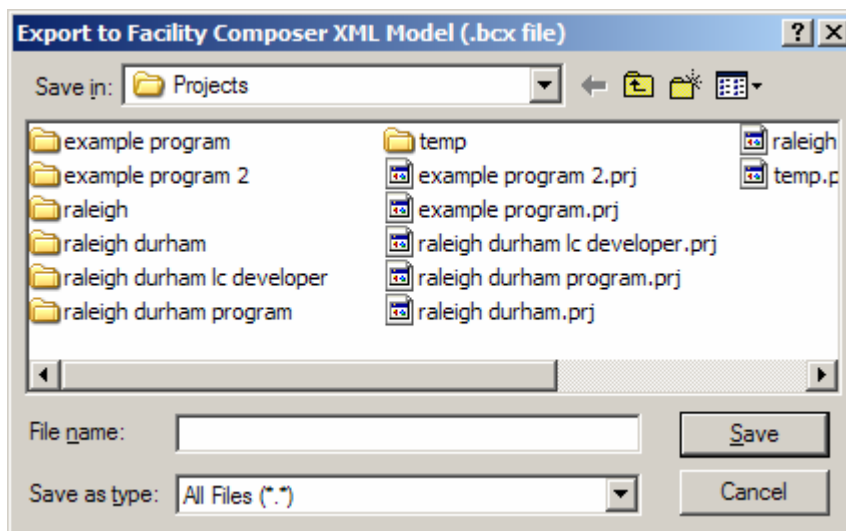 Export to Facility Composer XML Model (.bcx file)
Save in: Projects
example program
example program 2
raleigh
raleigh durham
raleigh durham lc developer
raleigh durham program
temp
example program 2.prj
example program.prj
raleigh durham lc developer.prj
raleigh durham program.prj
raleigh durham.prj
raleigh
temp.p
File name:
Save
Save as type: All Files (*.*)
Cancel